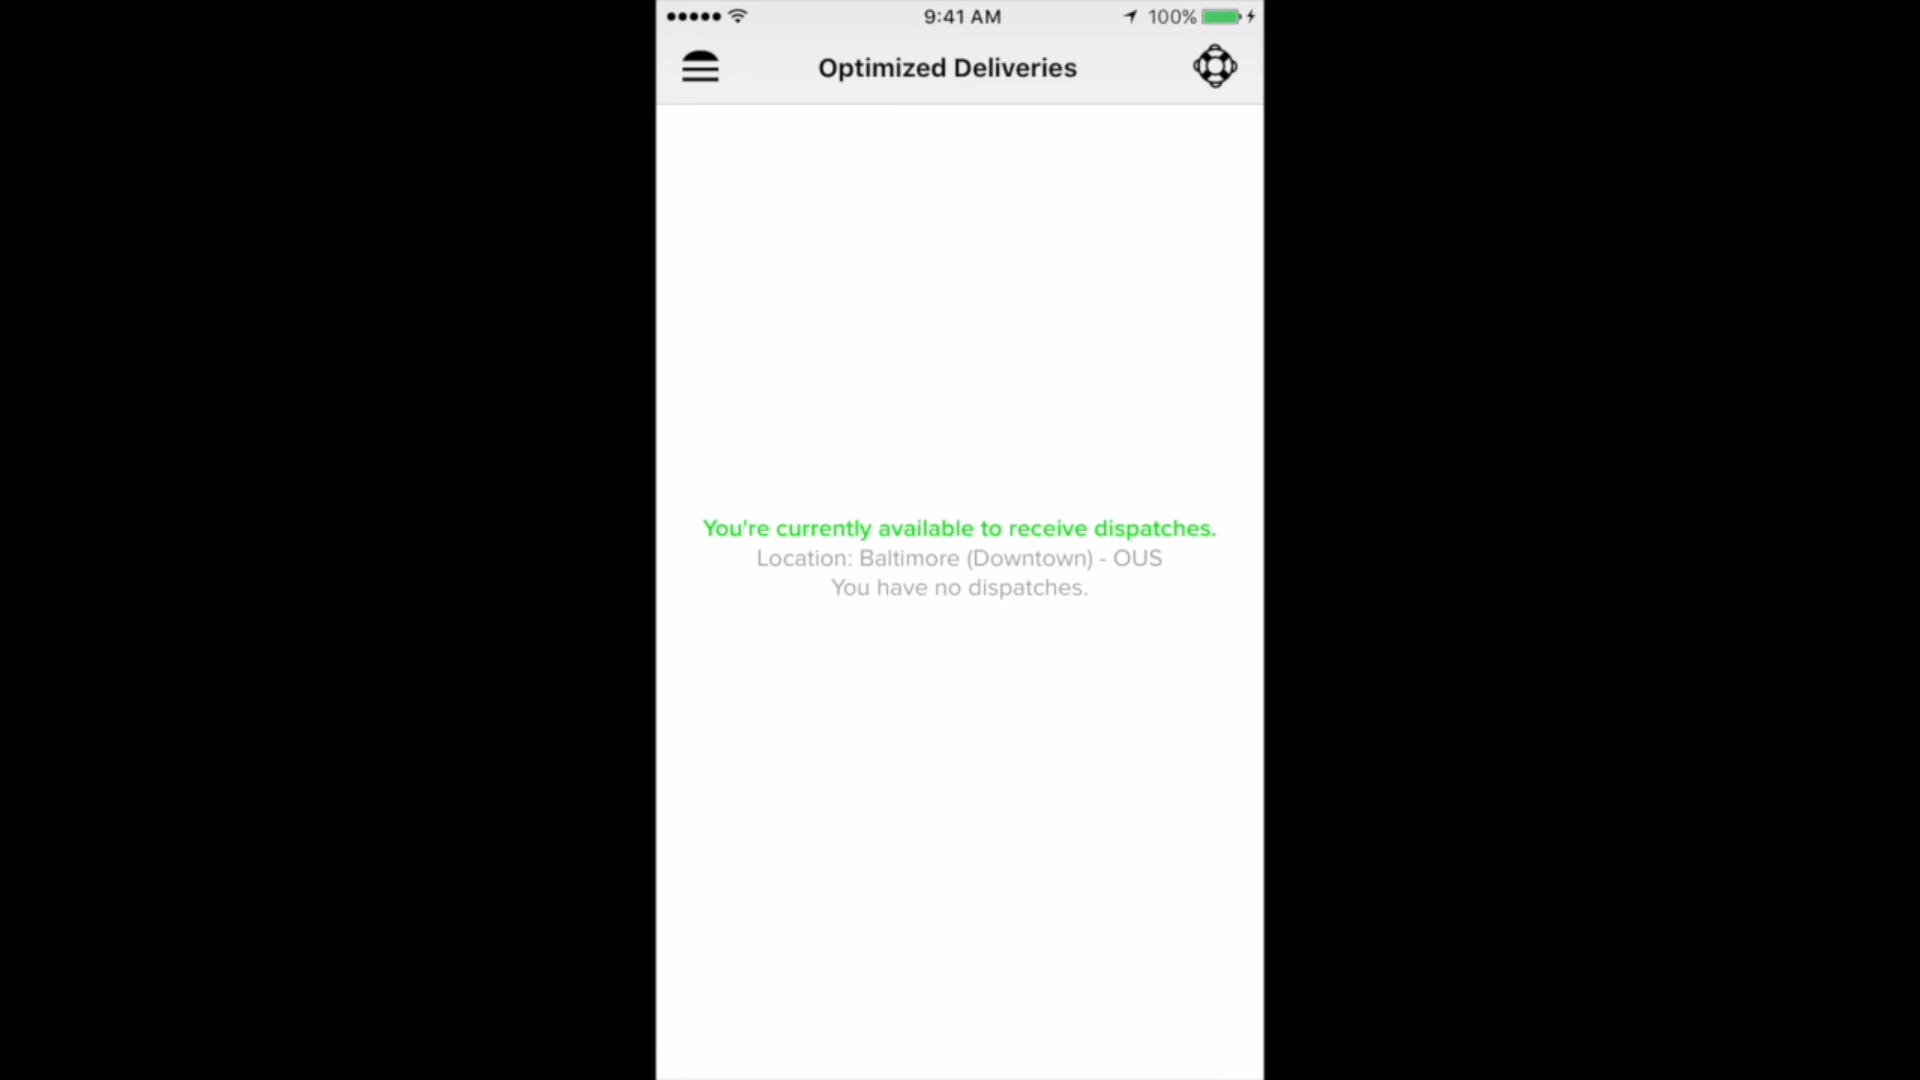 9:41 AM
100%
Optimized Deliveries
You're currently available to receive dispatches.
Location: Baltimore (Downtown) - OUS
You have no dispatches.